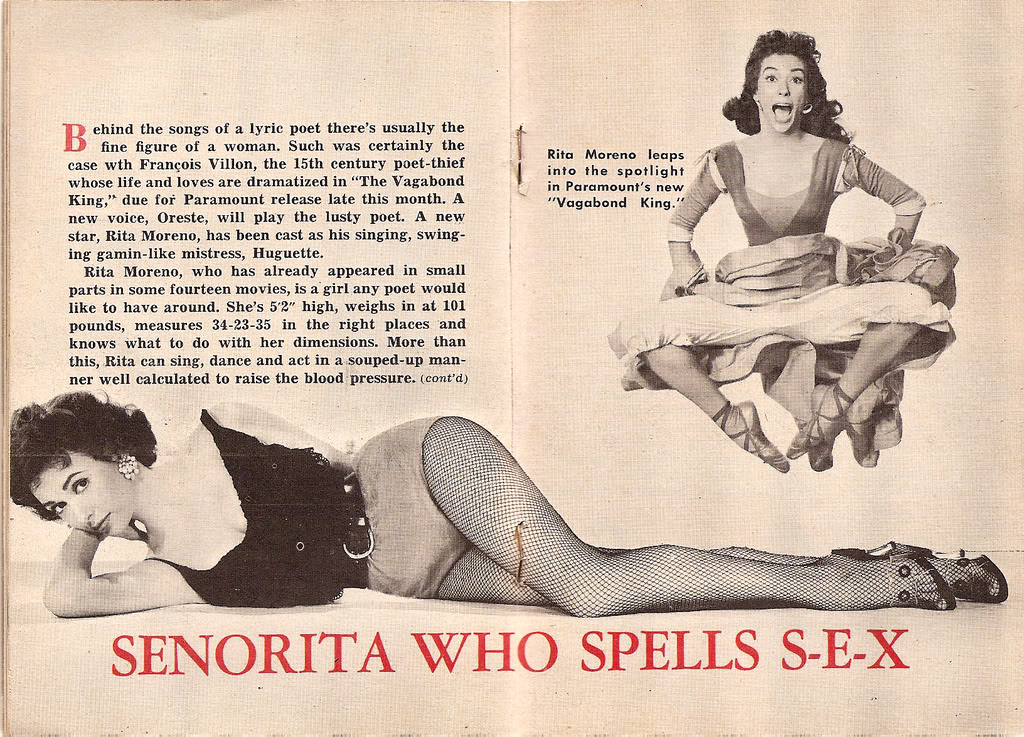 Behind the songs of a lyric poet there's usually the
fine figure of a woman. Such was certainly the
case wth François Villon, the 15th century poet-thief
whose life and loves are dramatized in "The Vagabond
King," due for Paramount release late this month. A
new voice, Oreste, will play the lusty poet. A new
star, Rita Moreno, has been cast as his singing, swing-
ing gamin-like mistress, Huguette.
Rita Moreno, who has already appeared in small
parts in some fourteen movies, is a girl any poet would
like to have around. She's 5'2" high, weighs in at 101
pounds, measures 34-23-35 in the right places and
knows what to do with her dimensions. More than
this, Rita can sing, dance and act in a souped-up man-
ner well calculated to raise the blood pressure. (cont'd)
Rita Moreno leaps
into the spotlight
in Paramount's new
"Vagabond King."
SENORITA WHO SPELLS S-E-X